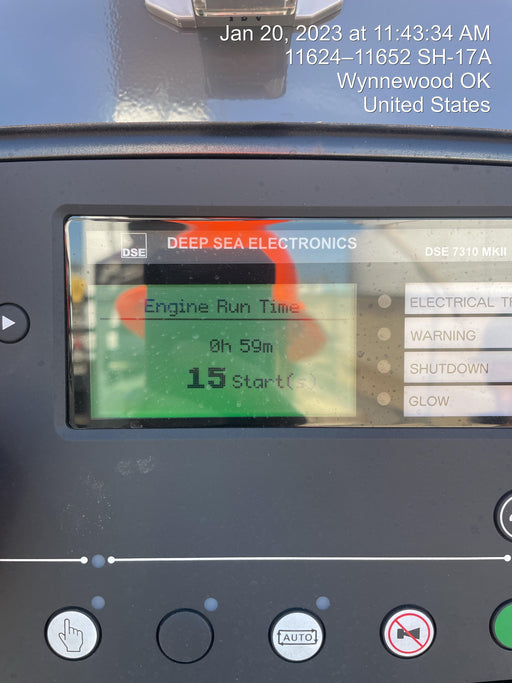 Jan 20, 2023 at 11:43:34 AM
11624–11652 SH-17A
Wynnewood OK
United States
DSE
DEEP SEA ELECTRONICS
DSE 7310 MKII
Engine Run Time
0h 59m
15 Start(s)
ELECTRICAL T
WARNING
SHUTDOWN
GLOW
AUTO